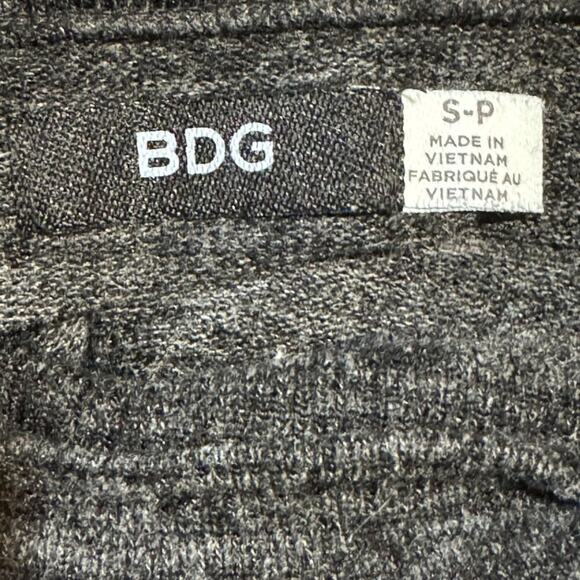 BDG
S-P
MADE IN
VIETNAM
FABRIQUÉ AU
VIETNAM